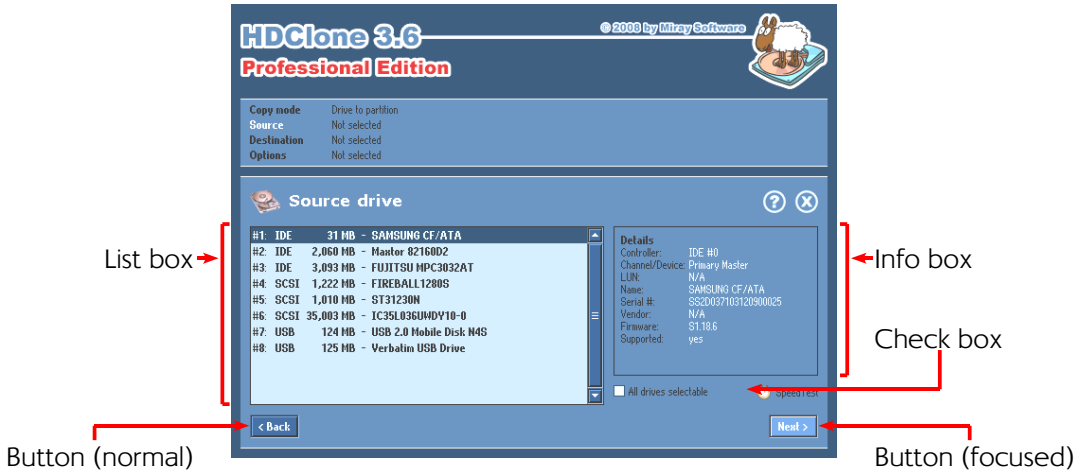 HDClone 3.6
© 2008 by Miray Software
Professional Edition
Copy mode Drive to partition
Source Not selected
Destination Not selected
Options Not selected
Source drive
? X
List box
#1: IDE 31 MB - SAMSUNG CF/ATA
#2: IDE 2,060 MB - Maxtor 82160D2
#3: IDE 3,093 MB - FUJITSU MPC3032AT
#4: SCSI 1,222 MB - FIREBALL1280S
#5: SCSI 1,010 MB - ST31230N
#6: SCSI 35,003 MB - IC35L036UWDY10-0
#7: USB 124 MB - USB 2.0 Mobile Disk N4S
#8: USB 125 MB - Verbatim USB Drive
Details
Controller: IDE #0
Channel/Device: Primary Master
LUN: N/A
Name: SAMSUNG CF/ATA
Serial #: SS2D037103120900025
Vendor: N/A
Firmware: S1.18.6
Supported: yes
Info box
Check box
All drives selectable
SpeedTest
< Back
Next >
Button (normal)
Button (focused)